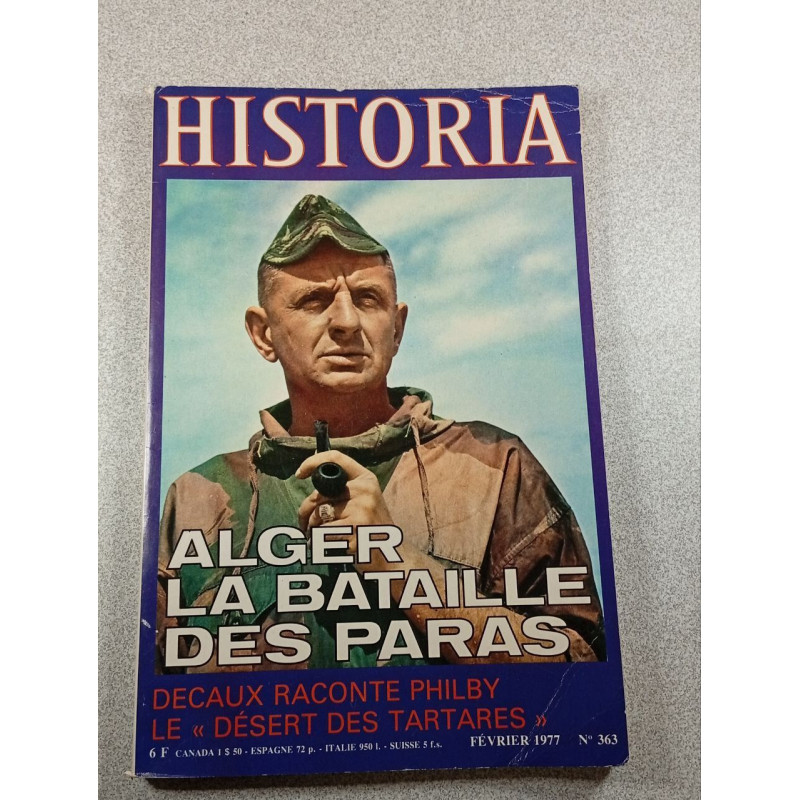 HISTORIA
ALGER
LA BATAILLE
DES PARAS
DECAUX RACONTE PHILBY
LE « DÉSERT DES TARTARES »
6 F CANADA 1 $ 50 - ESPAGNE 72 p. - ITALIE 950 l. - SUISSE 5 f.s. FÉVRIER 1977 N° 363